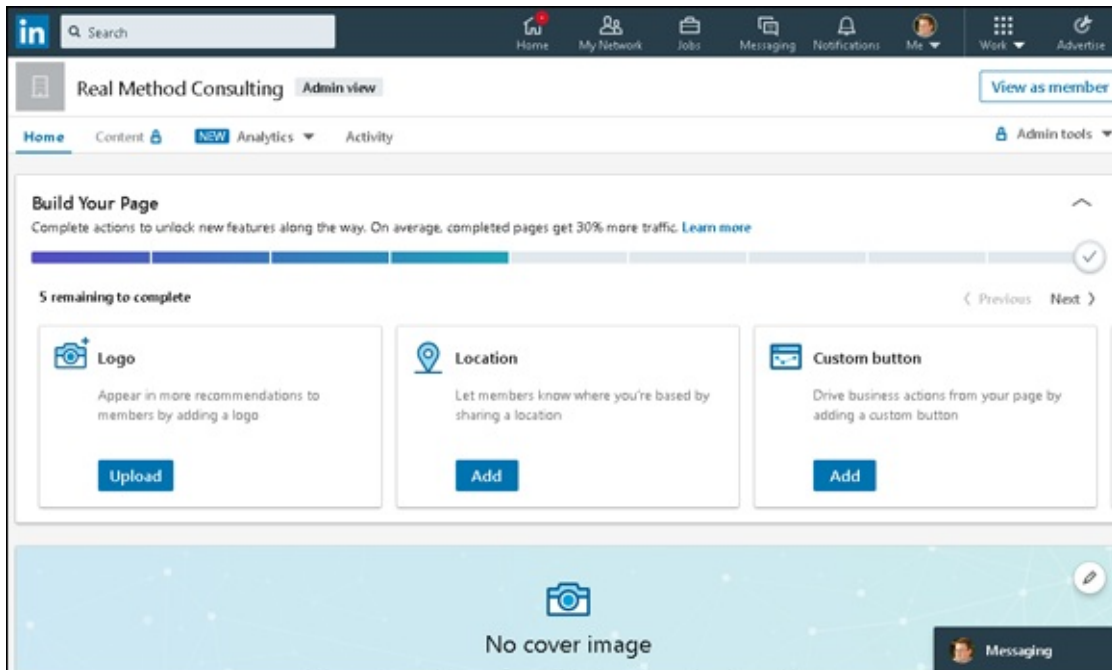 in
Search
Home
My Network
Jobs
Messaging
Notifications
Me
Work
Advertise
Real Method Consulting Admin view
View as member
Home Content NEW Analytics Activity
Admin tools
Build Your Page
Complete actions to unlock new features along the way. On average, completed pages get 30% more traffic. Learn more
5 remaining to complete
Previous Next
Logo
Appear in more recommendations to
members by adding a logo
Upload
Location
Let members know where you're based by
sharing a location
Add
Custom button
Drive business actions from your page by
adding a custom button
Add
No cover image
Messaging